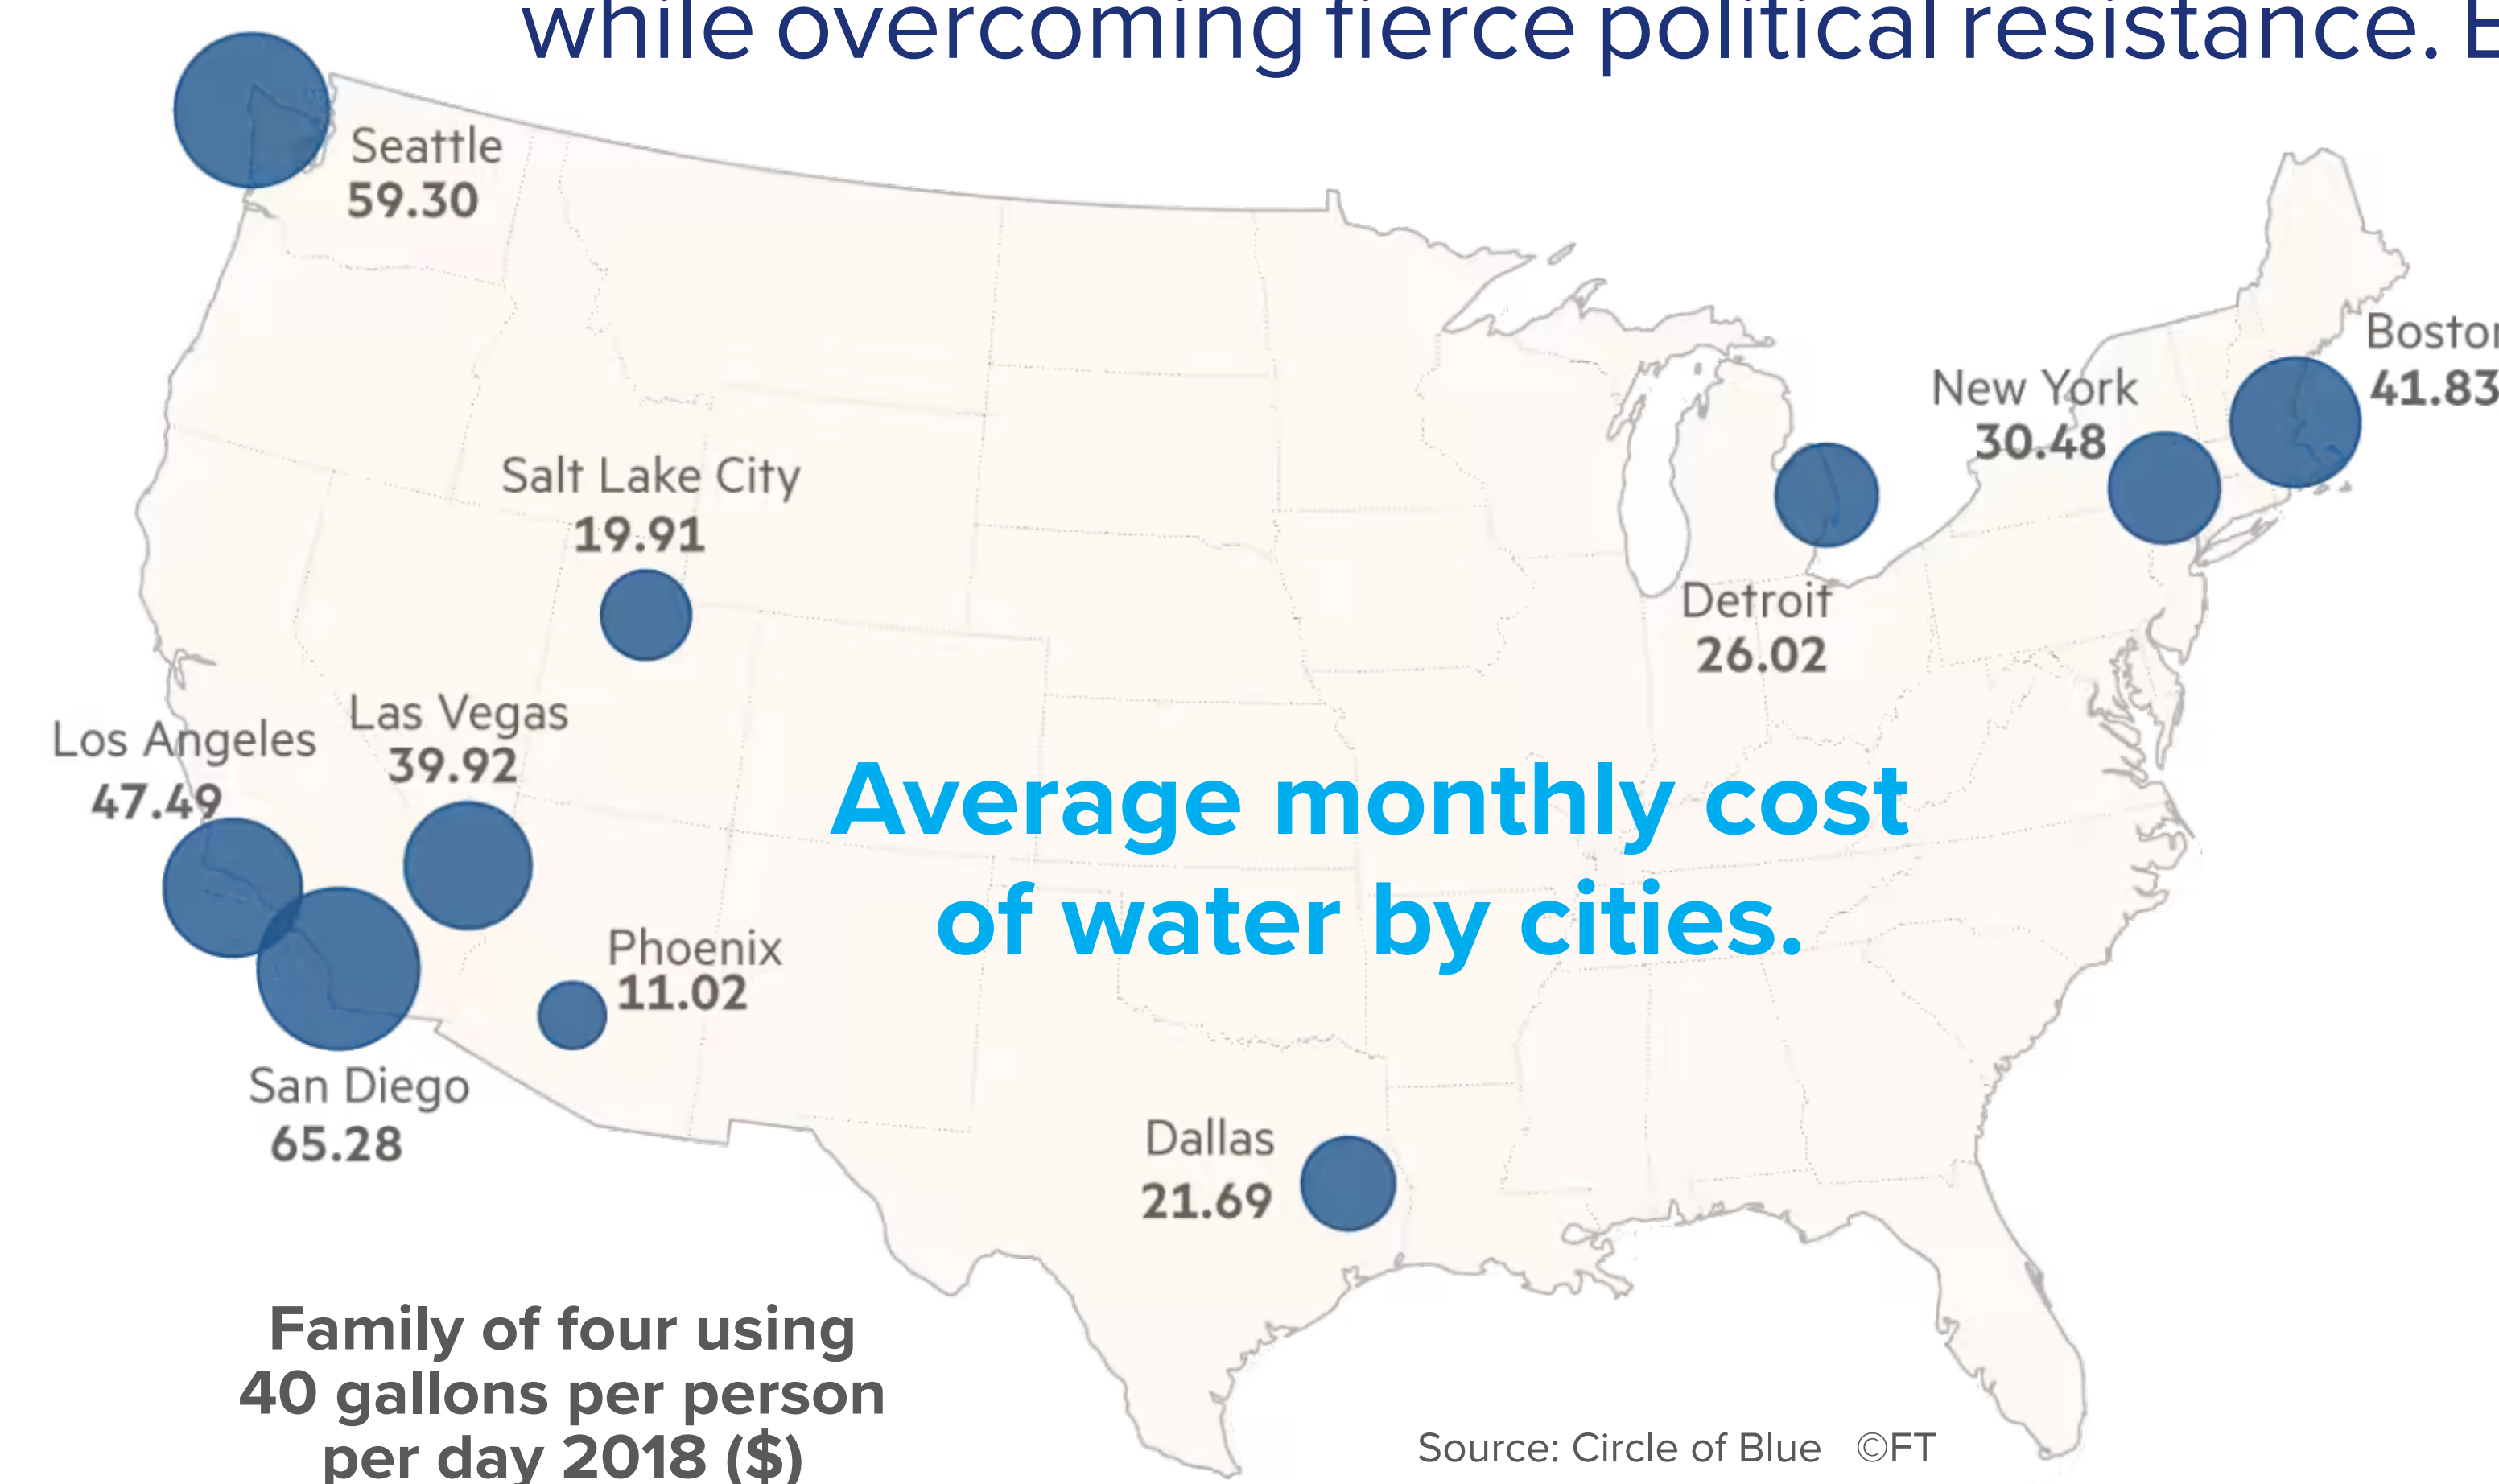 while overcoming fierce political resistance.
Seattle
59.30
Boston
41.83
New York
30.48
Salt Lake City
19.91
Detroit
26.02
Las Vegas
39.92
Los Angeles
47.49
Average monthly cost
of water by cities.
Phoenix
11.02
San Diego
65.28
Dallas
21.69
Family of four using
40 gallons per person
per day 2018 ($)
Source: Circle of Blue ©FT